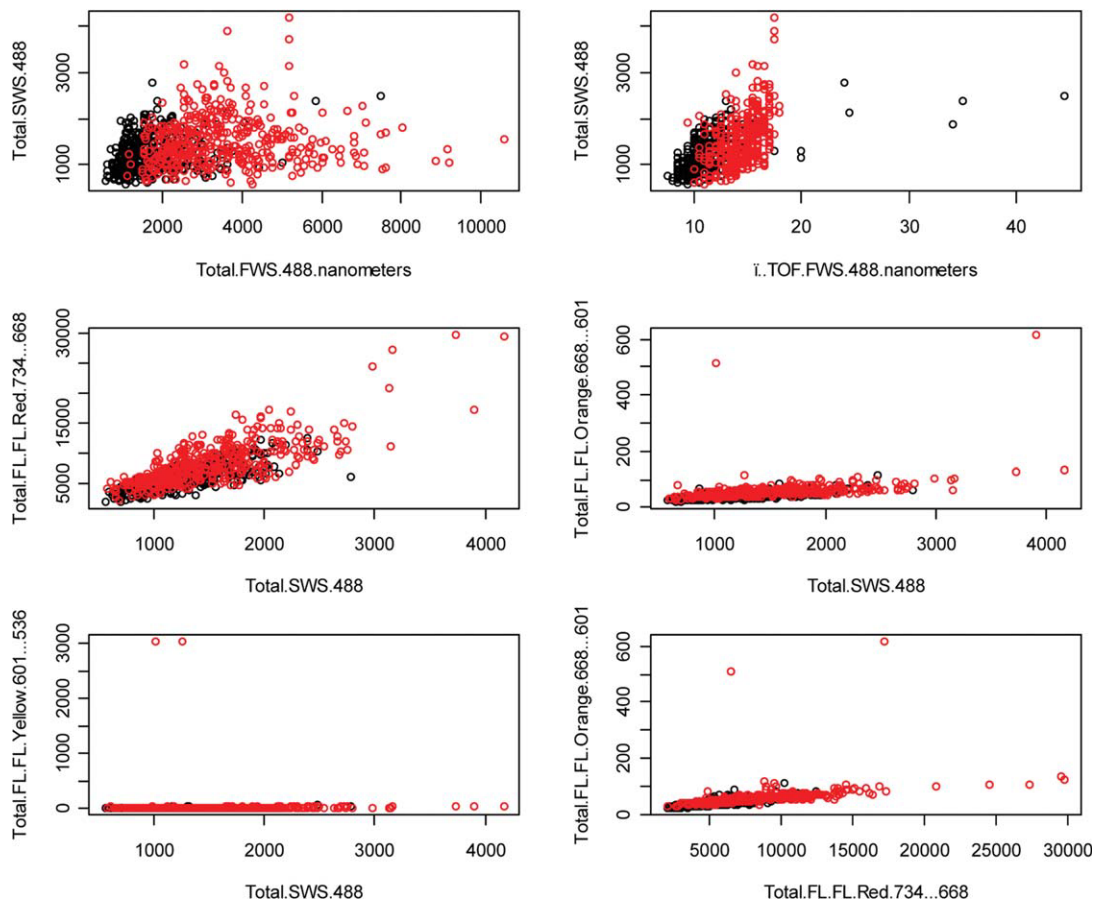 Total.SWS.488
3000
1000
2000 4000 6000 8000 10000
Total.FWS.488.nanometers
Total.SWS.488
3000
1000
10 20 30 40
ï..TOF.FWS.488.nanometers
Total.FL.FL.Red.734...668
30000
15000
5000
1000 2000 3000 4000
Total.SWS.488
Total.FL.FL.Orange.668...601
600
400
200
0
1000 2000 3000 4000
Total.SWS.488
Total.FL.FL.Yellow.601...536
3000
2000
1000
0
1000 2000 3000 4000
Total.SWS.488
Total.FL.FL.Orange.668...601
600
400
200
0
5000 10000 15000 20000 25000 30000
Total.FL.FL.Red.734...668